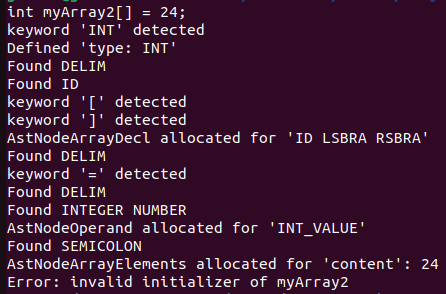 int myArray2[] = 24;
keyword 'INT' detected
Defined 'type: INT'
Found DELIM
Found ID
keyword '[' detected
keyword ']' detected
AstNodeArrayDecl allocated for 'ID LSBRA RSBRA'
Found DELIM
keyword '=' detected
Found DELIM
Found INTEGER NUMBER
AstNodeOperand allocated for 'INT_VALUE'
Found SEMICOLON
AstNodeArrayElements allocated for 'content': 24
Error: invalid initializer of myArray2